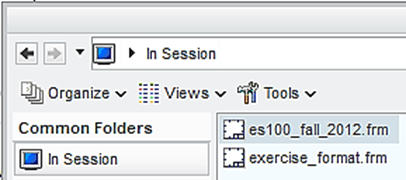 In Session
Organize Views Tools
Common Folders
In Session
es100_fall_2012.frm
exercise_format.frm